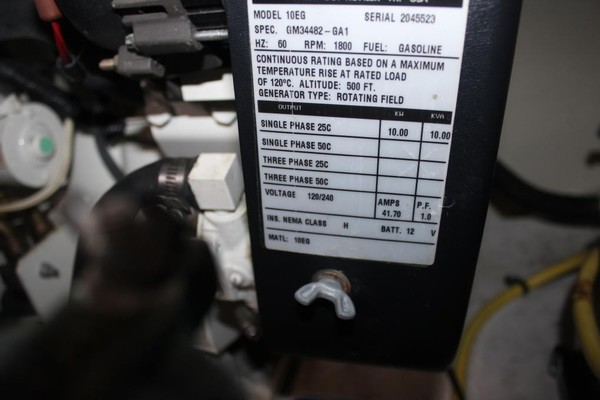 MODEL 10EG SERIAL 2045523
SPEC. GM34482-GA1
HZ: 60 RPM: 1800 FUEL: GASOLINE
CONTINUOUS RATING BASED ON A MAXIMUM
TEMPERATURE RISE AT RATED LOAD
OF 120°C. ALTITUDE: 500 FT.
GENERATOR TYPE: ROTATING FIELD
OUTPUT KW KVA
SINGLE PHASE 25C 10.00 10.00
SINGLE PHASE 50C
THREE PHASE 25C
THREE PHASE 50C
VOLTAGE 120/240 AMPS P.F.
41.70 1.0
INS. NEMA CLASS H BATT. 12 V
MATL: 10EG